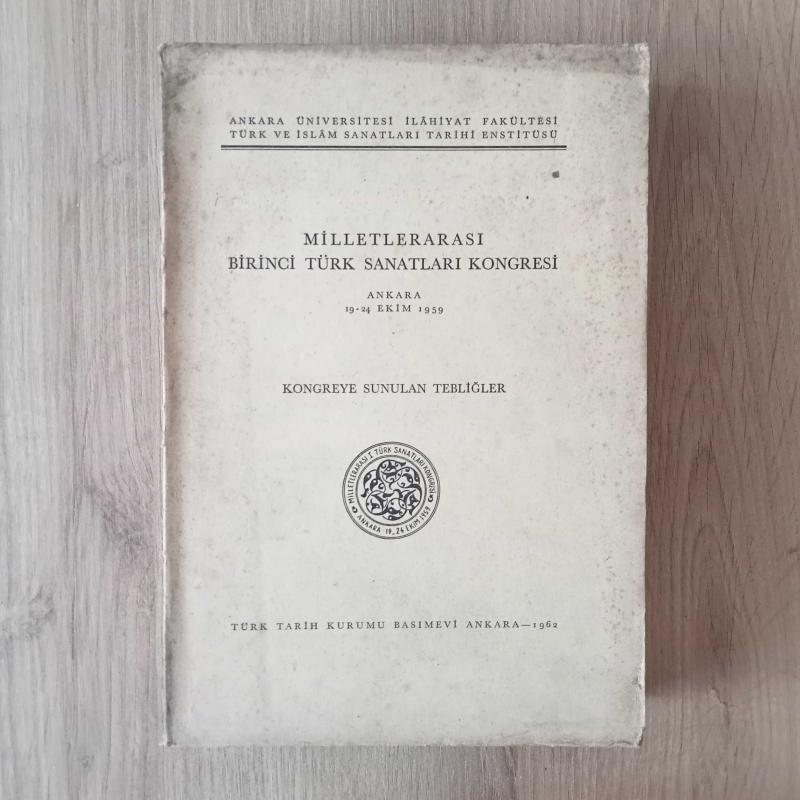 ANKARA ÜNİVERSİTESİ İLÂHİYAT FAKÜLTESİ
TÜRK VE İSLÂM SANATLARI TARİHİ ENSTİTÜSÜ
MİLLETLERARASI
BİRİNCİ TÜRK SANATLARI KONGRESİ
ANKARA
19-24 EKİM 1959
KONGREYE SUNULAN TEBLİĞLER
MİLLETLERARASI I TÜRK SANATLARI KONGRESİ
ANKARA 19_24 EKİM 1959
TÜRK TARİH KURUMU BASIMEVİ ANKARA—1962